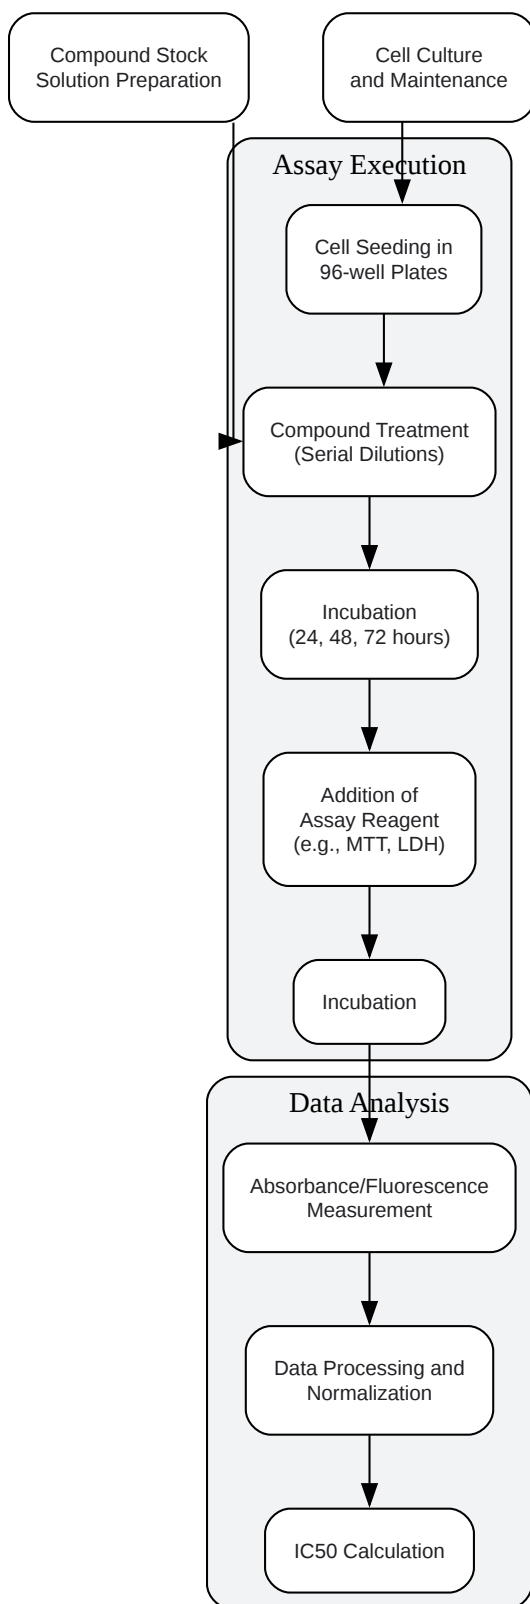 Compound Stock
Solution Preparation
Cell Culture
and Maintenance
Assay Execution
Cell Seeding in
96-well Plates
Compound Treatment
(Serial Dilutions)
Incubation
(24, 48, 72 hours)
Addition of
Assay Reagent
(e.g., MTT, LDH)
Incubation
Data Analysis
Absorbance/Fluorescence
Measurement
Data Processing and
Normalization
IC50 Calculation